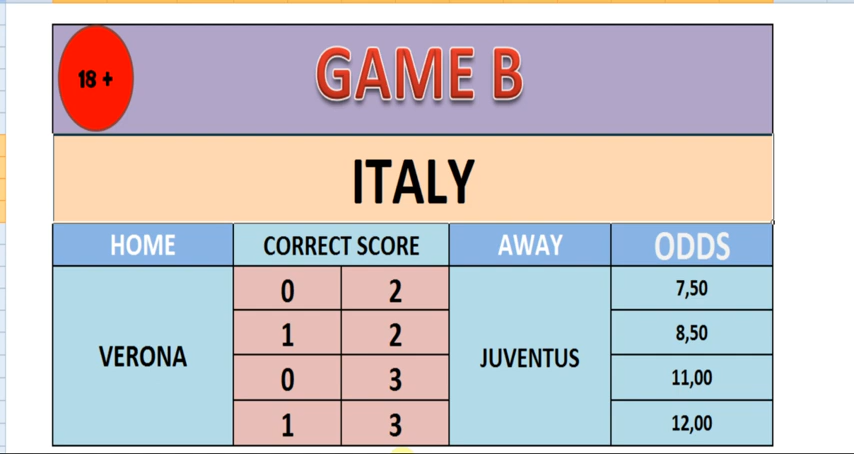 18 +
GAME B
ITALY
HOME CORRECT SCORE AWAY ODDS
0 2 7,50
1 2 8,50
VERONA JUVENTUS
0 3 11,00
1 3 12,00